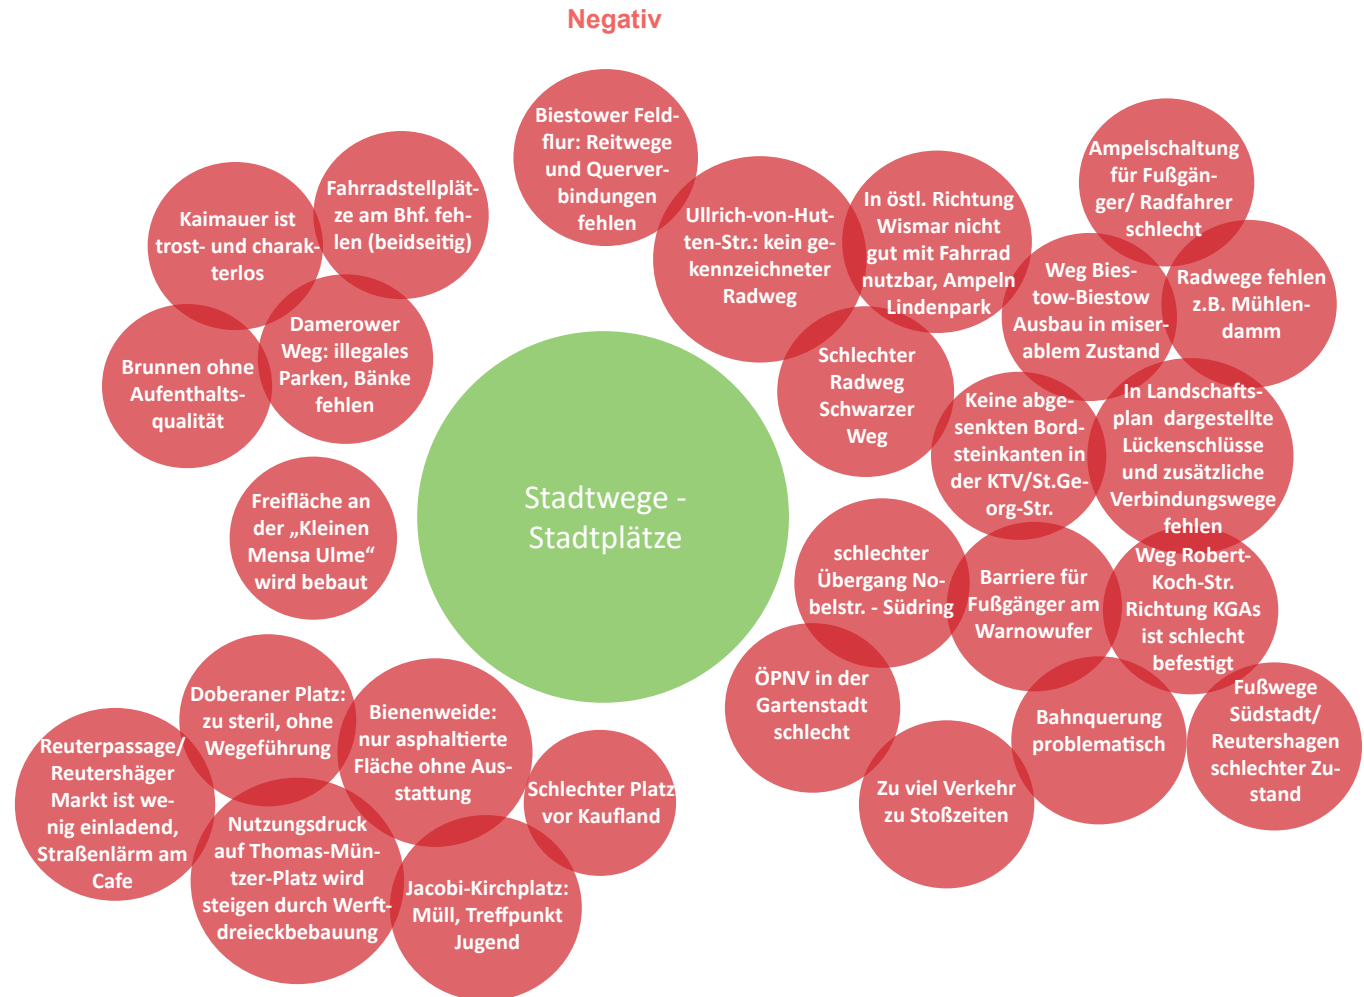 Negativ
Biestower Feld-
flur: Reitwege
und Querver-
bindungen
fehlen
Ampelschaltung
für Fußgän-
ger/ Radfahrer
schlecht
Fahrradstellplät-
ze am Bhf. feh-
len (beidseitig)
Kaimauer ist
trost- und charak-
terlos
Ullrich-von-Hut-
ten-Str.: kein ge-
kennzeichneter
Radweg
In östl. Richtung
Wismar nicht
gut mit Fahrrad
nutzbar, Ampeln
Lindenpark
Weg Bies-
tow-Biestow
Ausbau in miser-
ablem Zustand
Radwege fehlen
z.B. Mühlen-
damm
Damerower
Weg: illegales
Parken, Bänke
fehlen
Brunnen ohne
Aufenthalts-
qualität
Schlechter
Radweg
Schwarzer
Weg
Keine abge-
senkten Bord-
steinkanten in
der KTV/St.Ge-
org-Str.
In Landschafts-
plan  dargestellte
Lückenschlüsse
und zusätzliche
Verbindungswege
fehlen
Freifläche an
der „Kleinen
Mensa Ulme“
wird bebaut
Stadtwege -
Stadtplätze
schlechter
Übergang No-
belstr. - Südring
Barriere für
Fußgänger am
Warnowufer
Weg Robert-
Koch-Str.
Richtung KGAs
ist schlecht
befestigt
ÖPNV in der
Gartenstadt
schlecht
Bahnquerung
problematisch
Fußwege
Südstadt/
Reutershagen
schlechter Zu-
stand
Zu viel Verkehr
zu Stoßzeiten
Doberaner Platz:
zu steril, ohne
Wegeführung
Bienenweide:
nur asphaltierte
Fläche ohne Aus-
stattung
Reuterpassage/
Reutershäger
Markt ist we-
nig einladend,
Straßenlärm am
Cafe
Schlechter Platz
vor Kaufland
Nutzungsdruck
auf Thomas-Mün-
tzer-Platz wird
steigen durch Werft-
dreieckbebauung
Jacobi-Kirchplatz:
Müll, Treffpunkt
Jugend